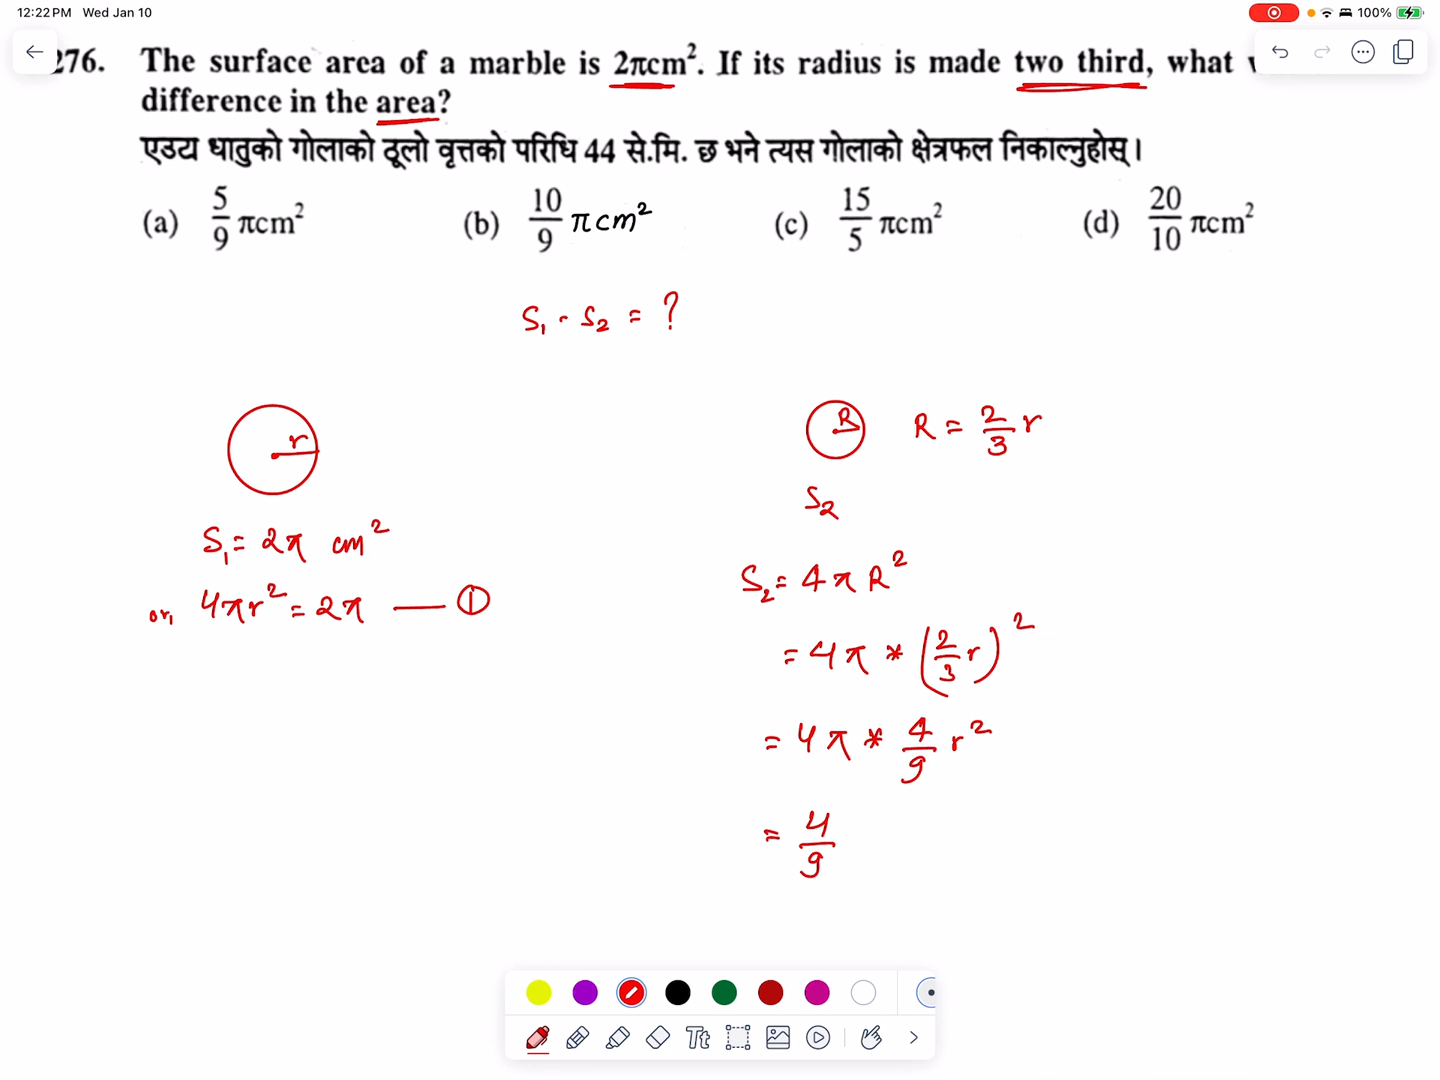 12:22 PM Wed Jan 10
100%
276. The surface area of a marble is 2πcm². If its radius is made two third, what
difference in the area?
एउटा धातुको गोलाको ठूलो वृत्तको परिधि 44 से.मि. छ भने त्यस गोलाको क्षेत्रफल निकाल्नुहोस्।
(a) 5/9 πcm² (b) 10/9 πcm² (c) 15/5 πcm² (d) 20/10 πcm²
S₁ - S₂ = ?
r
S₁ = 2π cm²
or, 4πr² = 2π — ①
R R = 2/3 r
S₂
S₂ = 4πR²
= 4π * (2/3 r)²
= 4π * 4/9 r²
= 4/9
Tt